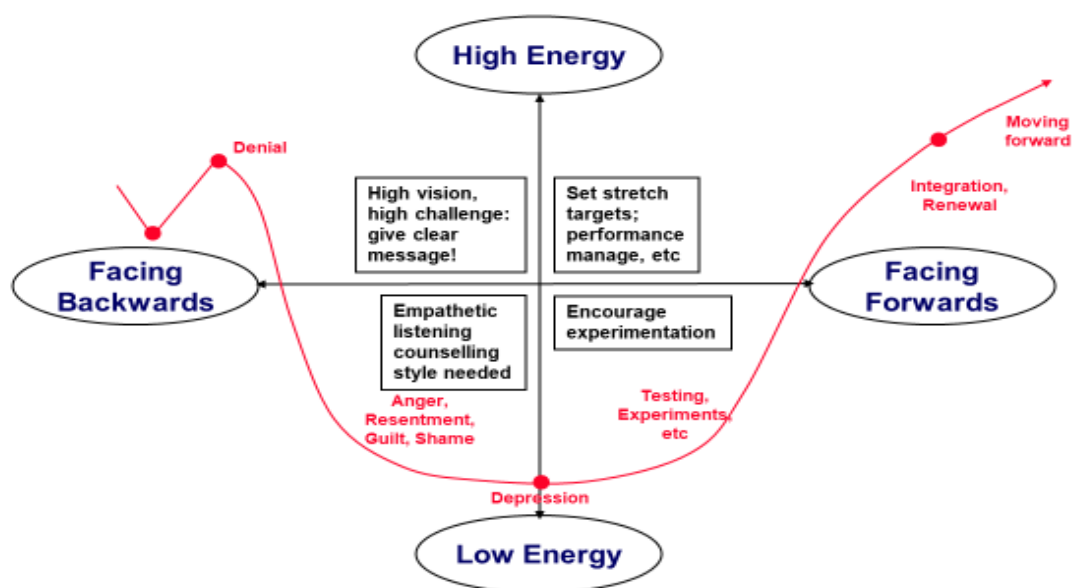 High Energy
Denial
Moving
forward
High vision,
high challenge:
give clear
message!
Set stretch
targets;
performance
manage, etc
Integration,
Renewal
Facing
Backwards
Facing
Forwards
Empathetic
listening
counselling
style needed
Encourage
experimentation
Anger,
Resentment,
Guilt, Shame
Testing,
Experiments,
etc
Depression
Low Energy